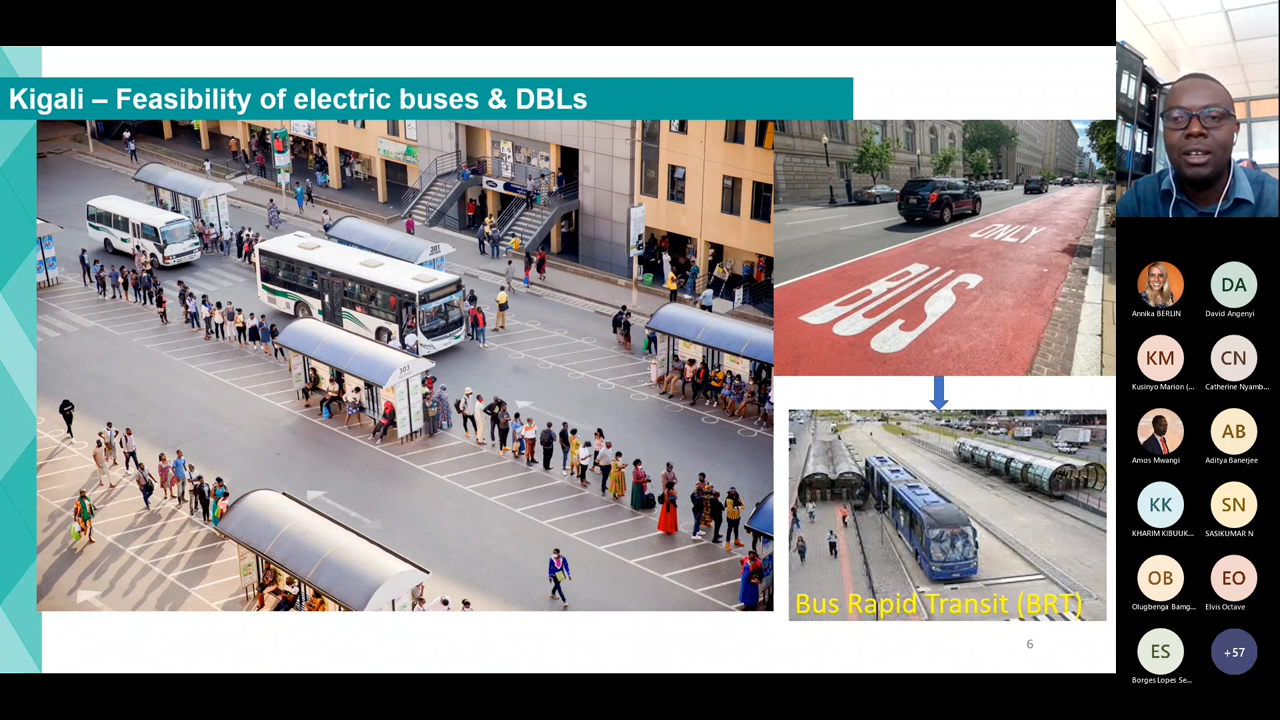 Kigali – Feasibility of electric buses & DBLs
301
303
ONLY
BUS
Bus Rapid Transit (BRT)
6
Annika BERLIN
DA
David Angenyi
KM
Kusinyo Marion (...
CN
Catherine Nyamb...
Amos Mwangi
AB
Aditya Banerjee
KK
KHARIM KIBUUK...
SN
SASIKUMAR N
OB
Olugbenga Bamg...
EO
Elvis Octave
ES
Borges Lopes Se...
+57